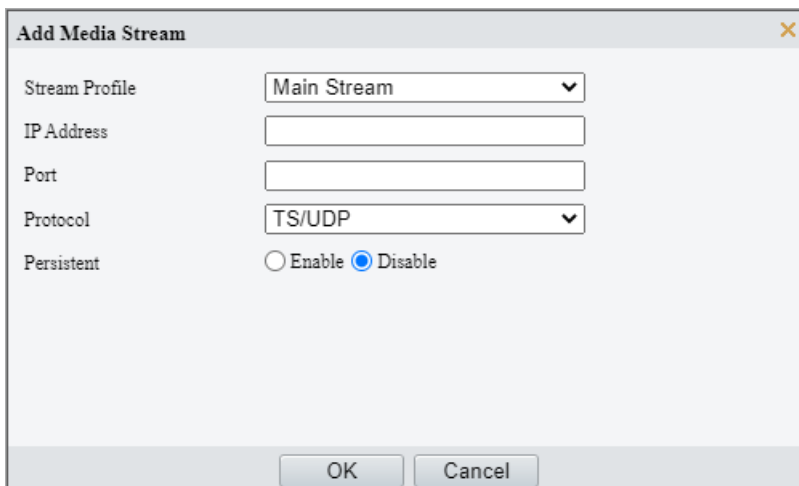 Add Media Stream
Stream Profile Main Stream
IP Address
Port
Protocol TS/UDP
Persistent Enable Disable
OK Cancel